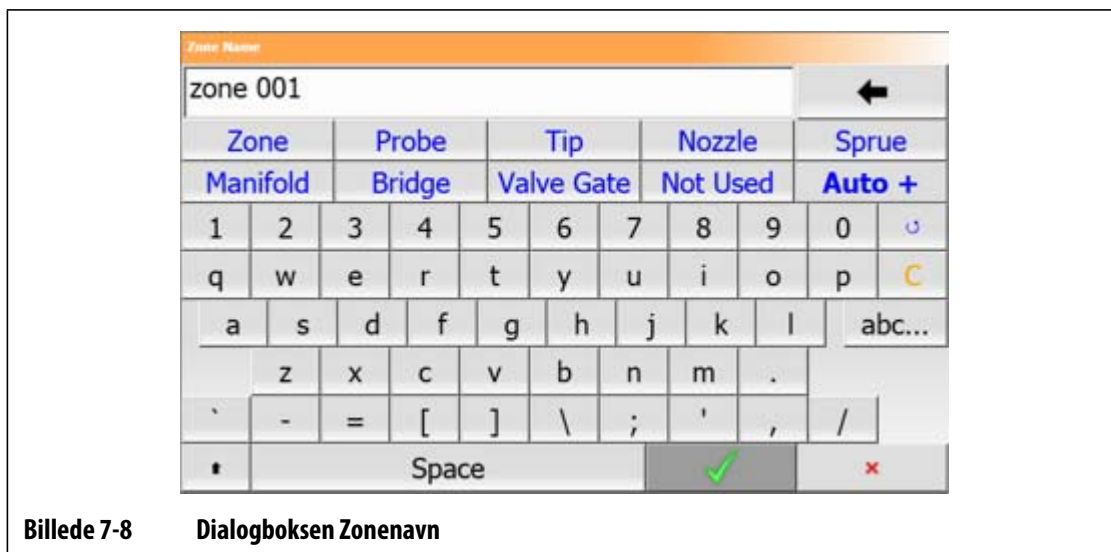 Zone Name
zone 001
Zone Probe Tip Nozzle Sprue
Manifold Bridge Valve Gate Not Used Auto +
1 2 3 4 5 6 7 8 9 0
q w e r t y u i o p C
a s d f g h j k l abc...
z x c v b n m .
` - = [ ] \ ; ' , /
Space
Billede 7-8 Dialogboksen Zonenavn